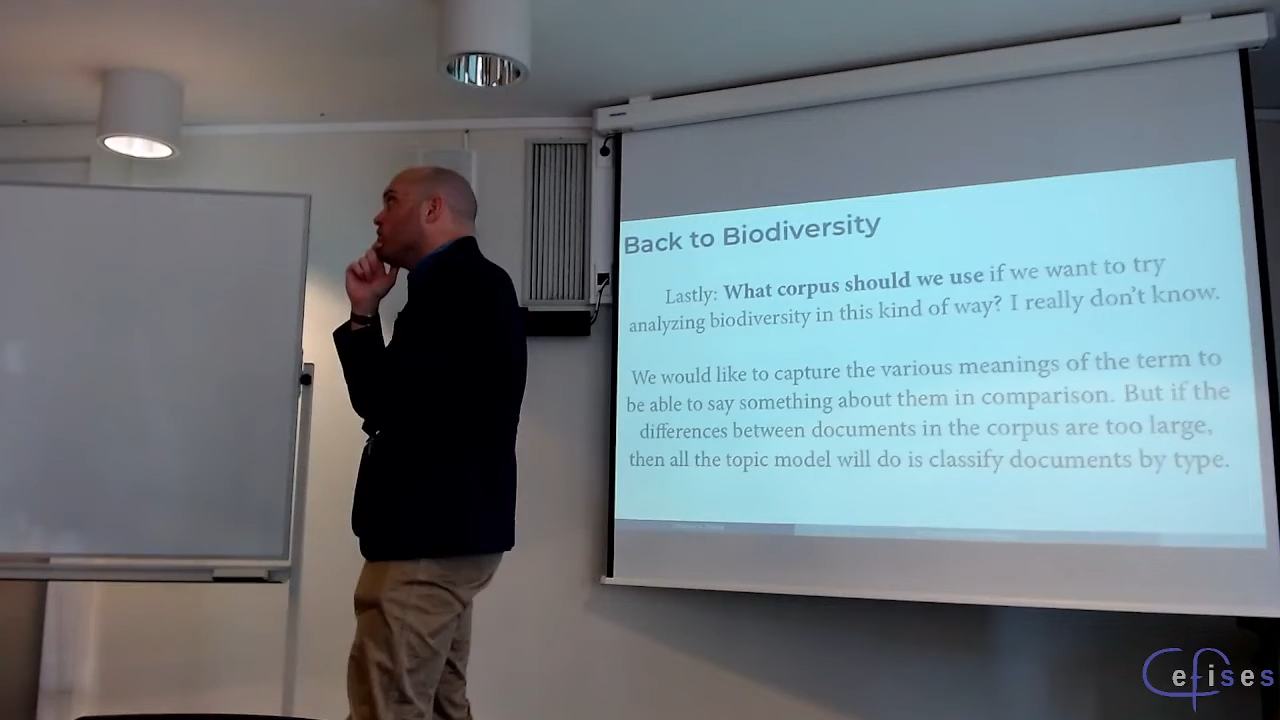 Back to Biodiversity
Lastly: What corpus should we use if we want to try
analyzing biodiversity in this kind of way? I really don't know.
We would like to capture the various meanings of the term to
be able to say something about them in comparison. But if the
differences between documents in the corpus are too large,
then all the topic model will do is classify documents by type.
Cefises